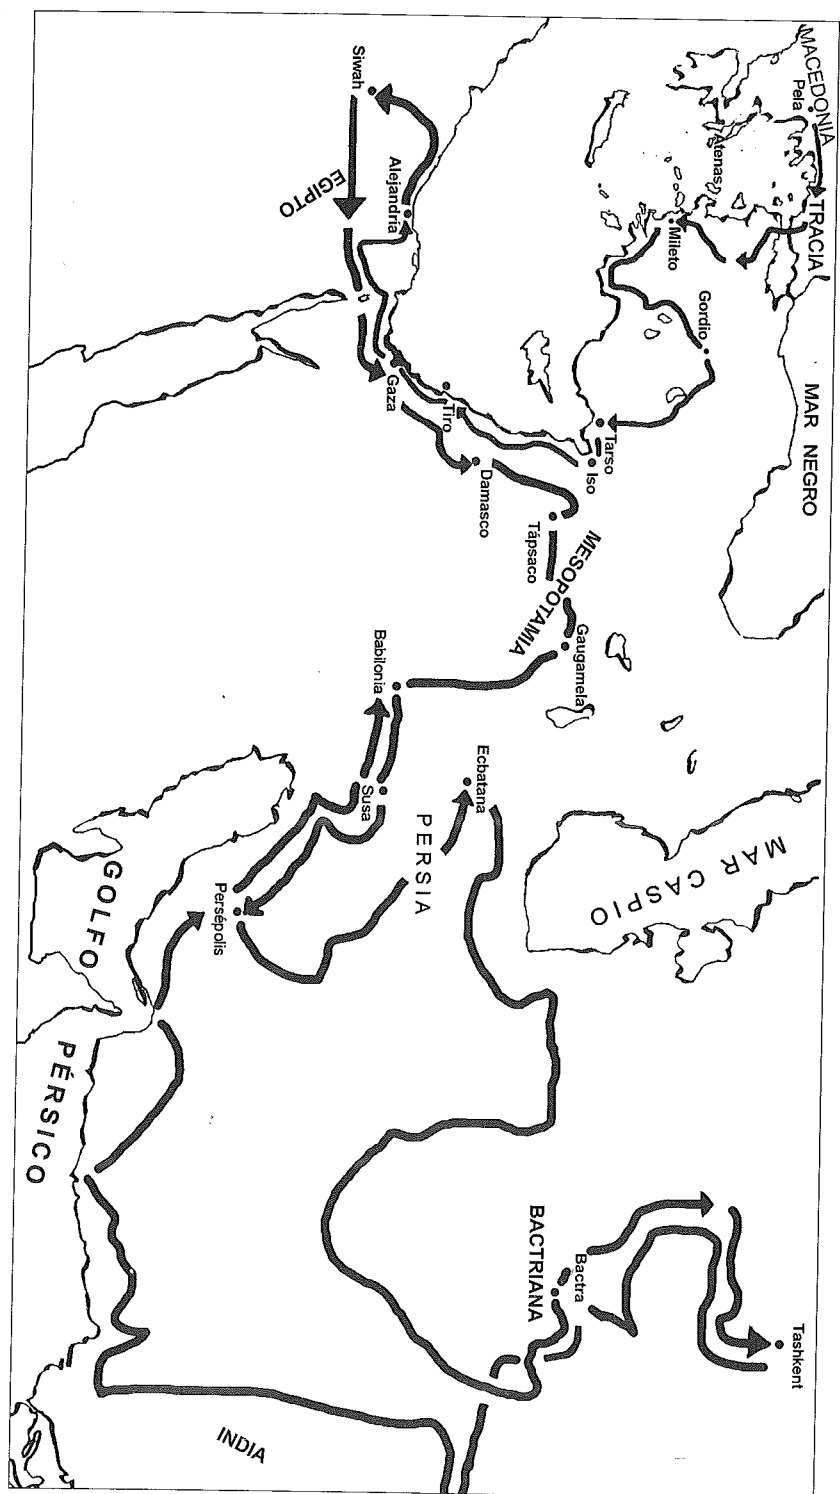 MACEDONIA
Pela
TRACIA
MAR NEGRO
Atenas
Mileto
Gordio
Tarso
Iso
Siwah
Alejandría
EGIPTO
Gaza
Tiro
Damasco
Tápsaco
MESOPOTAMIA
Gaugamela
Babilonia
Susa
Ecbatana
PERSIA
Persépolis
MAR CASPIO
GOLFO PÉRSICO
BACTRIANA
Bactra
Tashkent
INDIA